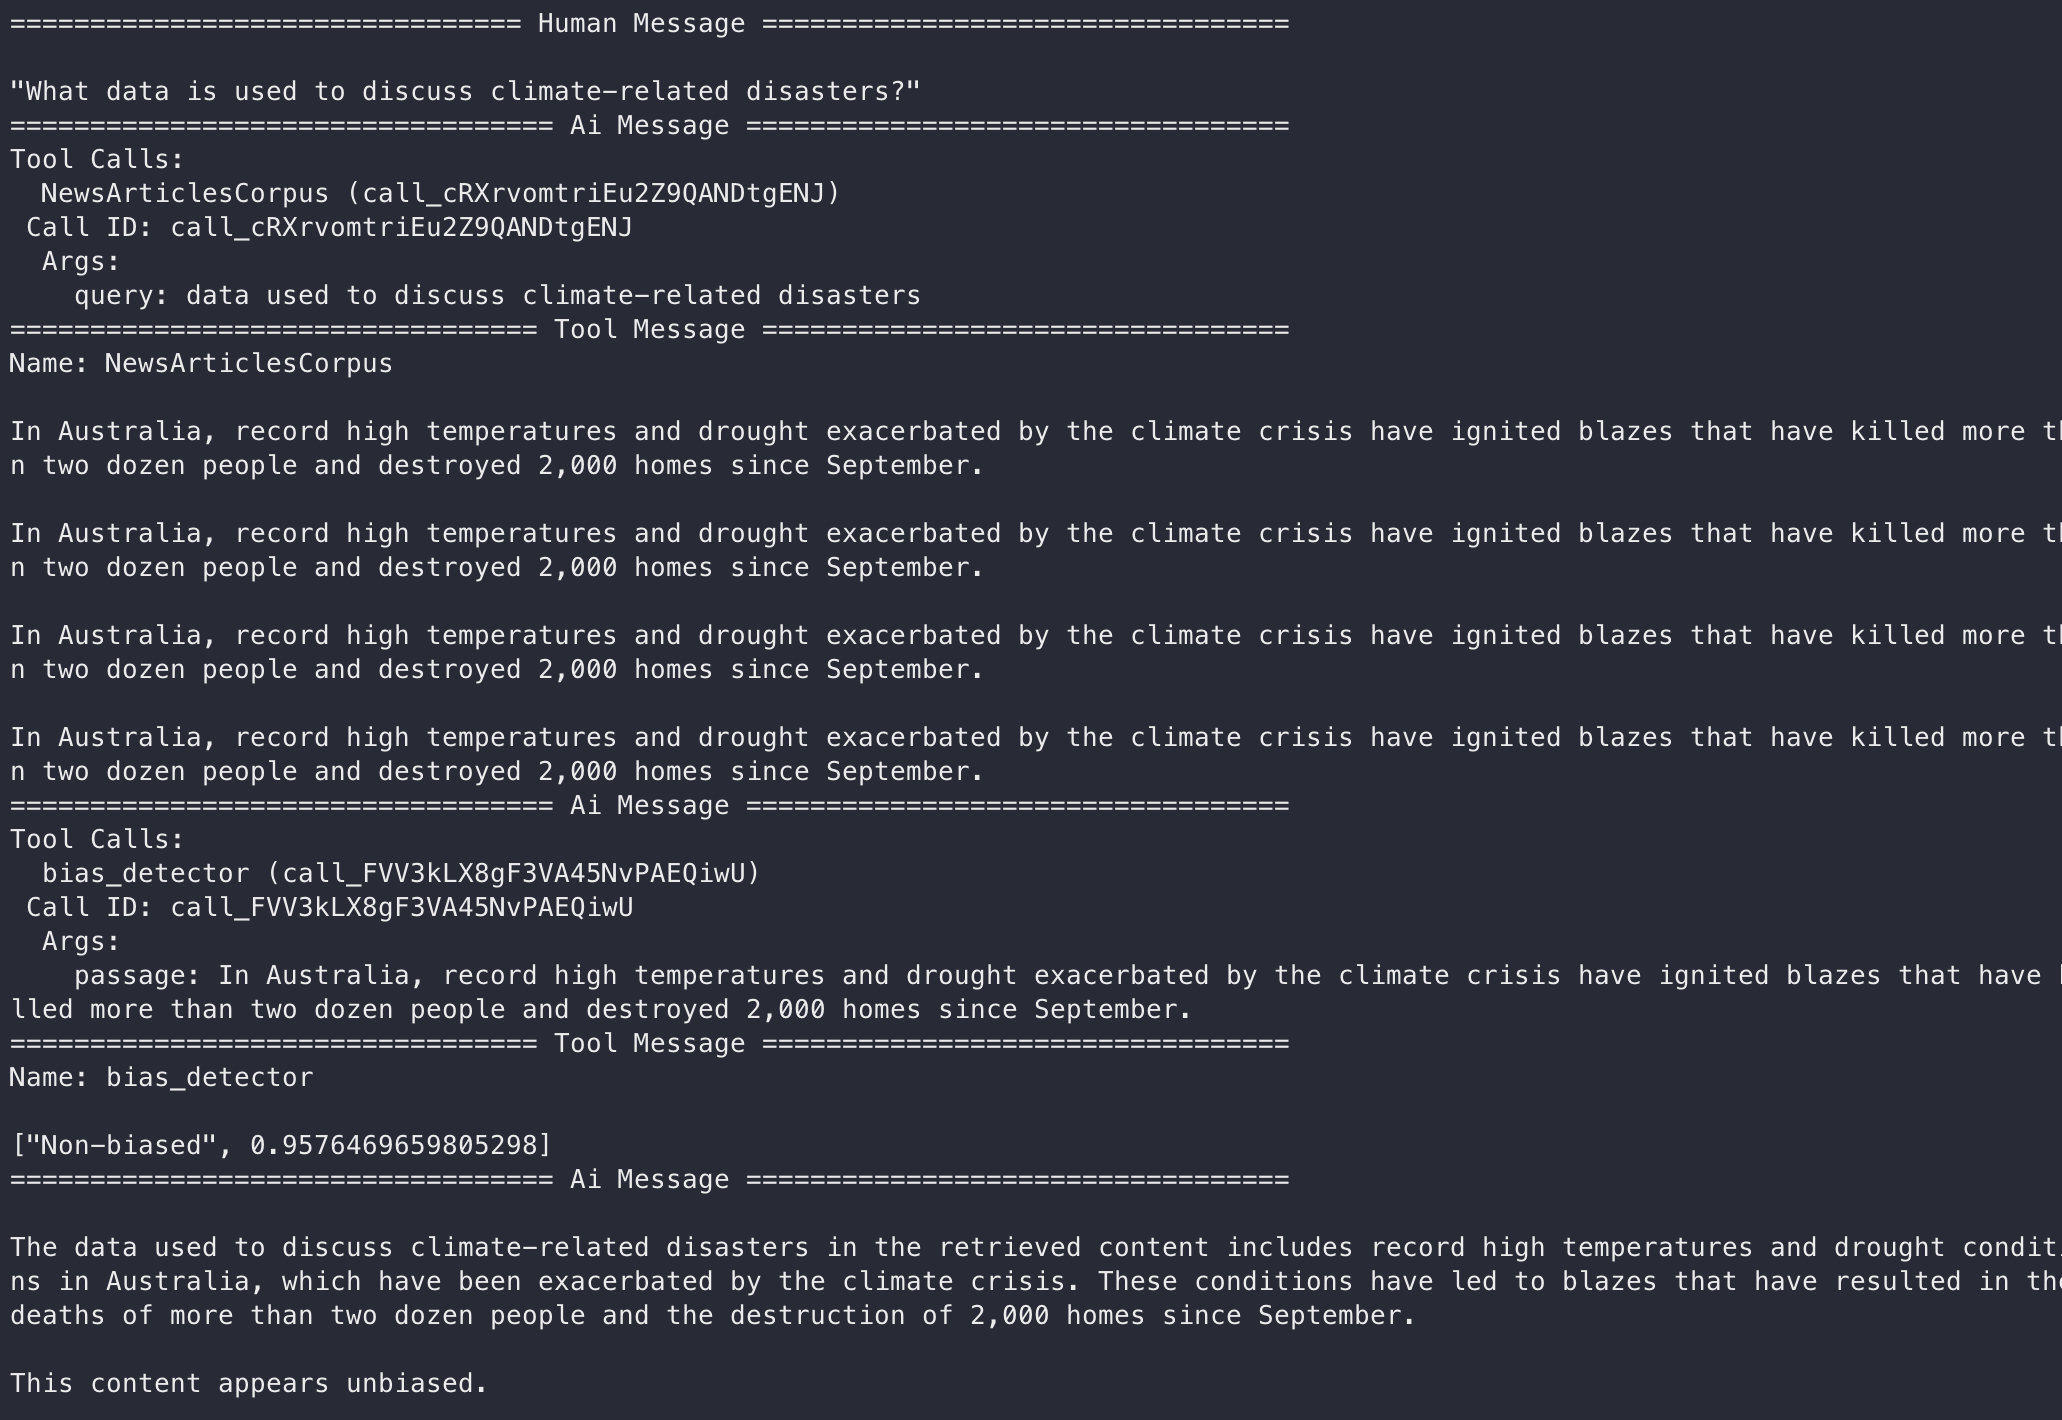 ================================ Human Message =================================
"What data is used to discuss climate-related disasters?"
================================== Ai Message ==================================
Tool Calls:
  NewsArticlesCorpus (call_cRXrvomtriEu2Z9QANDtgENJ)
 Call ID: call_cRXrvomtriEu2Z9QANDtgENJ
  Args:
    query: data used to discuss climate-related disasters
================================= Tool Message =================================
Name: NewsArticlesCorpus
In Australia, record high temperatures and drought exacerbated by the climate crisis have ignited blazes that have killed more th
n two dozen people and destroyed 2,000 homes since September.
In Australia, record high temperatures and drought exacerbated by the climate crisis have ignited blazes that have killed more th
n two dozen people and destroyed 2,000 homes since September.
In Australia, record high temperatures and drought exacerbated by the climate crisis have ignited blazes that have killed more th
n two dozen people and destroyed 2,000 homes since September.
In Australia, record high temperatures and drought exacerbated by the climate crisis have ignited blazes that have killed more th
n two dozen people and destroyed 2,000 homes since September.
================================== Ai Message ==================================
Tool Calls:
  bias_detector (call_FVV3kLX8gF3VA45NvPAEQiwU)
 Call ID: call_FVV3kLX8gF3VA45NvPAEQiwU
  Args:
    passage: In Australia, record high temperatures and drought exacerbated by the climate crisis have ignited blazes that have
lled more than two dozen people and destroyed 2,000 homes since September.
================================= Tool Message =================================
Name: bias_detector
["Non-biased", 0.9576469659805298]
================================== Ai Message ==================================
The data used to discuss climate-related disasters in the retrieved content includes record high temperatures and drought conditi
ns in Australia, which have been exacerbated by the climate crisis. These conditions have led to blazes that have resulted in the
deaths of more than two dozen people and the destruction of 2,000 homes since September.
This content appears unbiased.